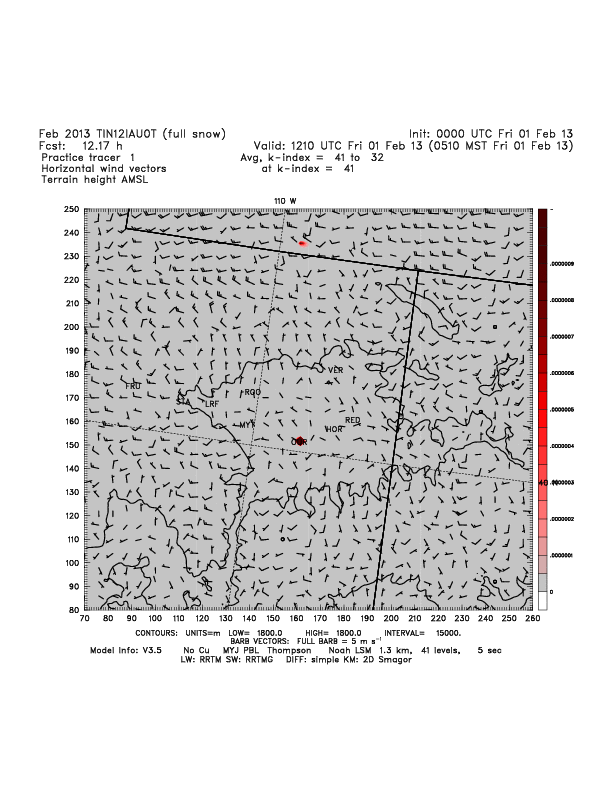 Feb 2013 TIN12IAU0T (full snow) Init: 0000 UTC Fri 01 Feb 13
Fcst: 12.17 h Valid: 1210 UTC Fri 01 Feb 13 (0510 MST Fri 01 Feb 13)
Practice tracer 1 Avg, k-index = 41 to 32
Horizontal wind vectors at k-index = 41
Terrain height AMSL
110 W
250
240
230
220
210
200
190
180
170
160
150
140
130
120
110
100
90
80
VER
FRU
ROO
STA LRF
RED
MYT
HOR
OUR
40
70 80 90 100 110 120 130 140 150 160 170 180 190 200 210 220 230 240 250 260
.0000009
.0000008
.0000007
.0000006
.0000005
.0000004
.0000003
.0000002
.0000001
0
CONTOURS: UNITS=m LOW= 1800.0 HIGH= 1800.0 INTERVAL= 15000.
BARB VECTORS: FULL BARB = 5 m s⁻¹
Model Info: V3.5 No Cu MYJ PBL Thompson Noah LSM 1.3 km, 41 levels, 5 sec
LW: RRTM SW: RRTMG DIFF: simple KM: 2D Smagor